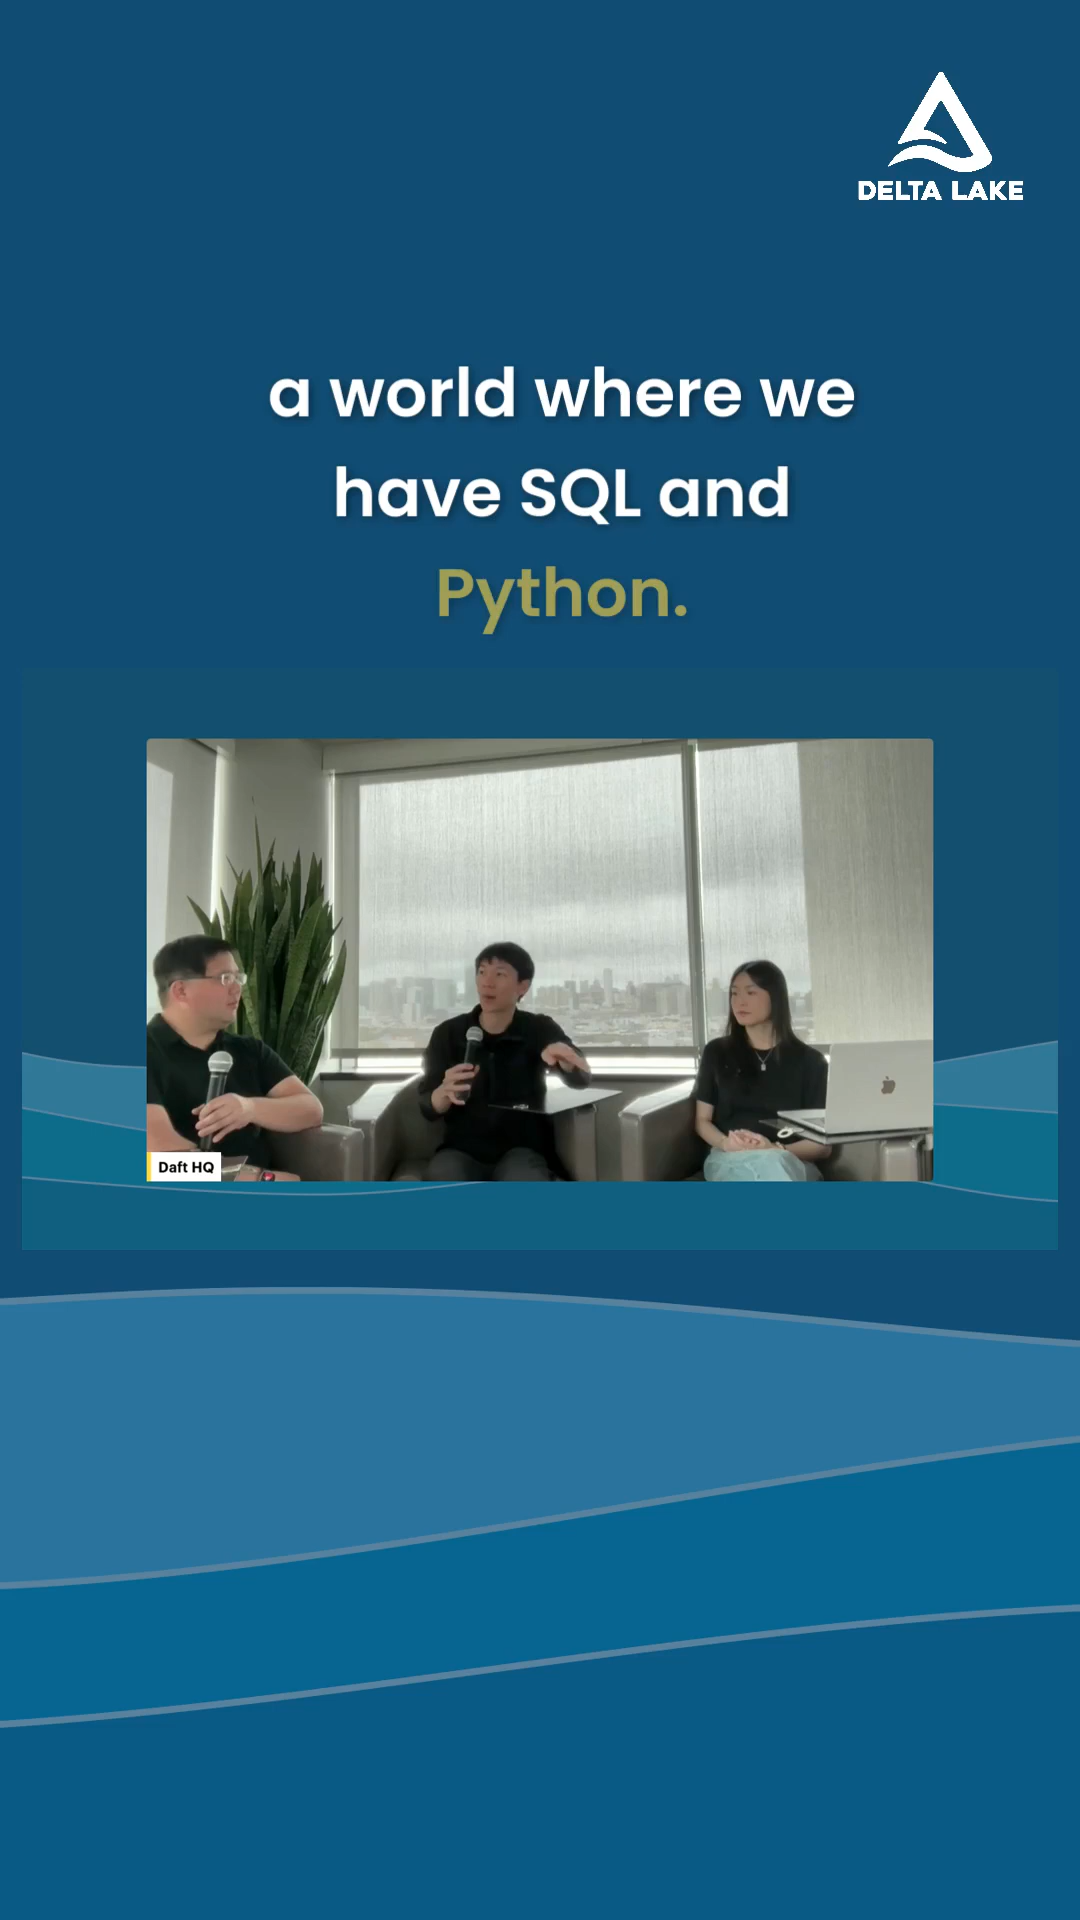 DELTA LAKE
a world where we
have SQL and
Python.
Daft HQ